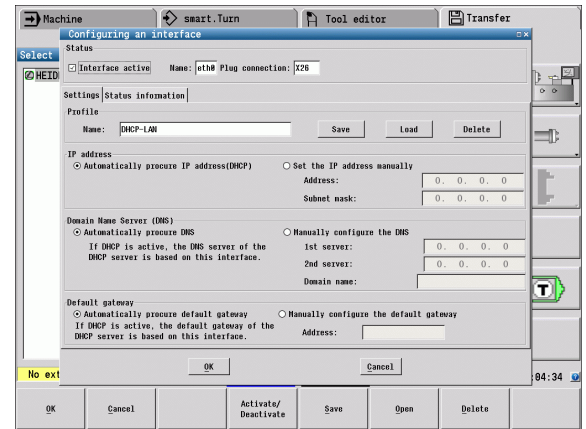 Machine
smart.Turn
Tool editor
Transfer
Configuring an interface
Select
HEID
Status
Interface active
Name: eth0
Plug connection: X26
Settings
Status information
Profile
Name: DHCP-LAN
Save
Load
Delete
IP address
Automatically procure IP address(DHCP)
Set the IP address manually
Address: 0. 0. 0. 0
Subnet mask: 0. 0. 0. 0
Domain Name Server (DNS)
Automatically procure DNS
If DHCP is active, the DNS server of the
DHCP server is based on this interface.
Manually configure the DNS
1st server: 0. 0. 0. 0
2nd server: 0. 0. 0. 0
Domain name:
Default gateway
Automatically procure default gateway
If DHCP is active, the default gateway of the
DHCP server is based on this interface.
Manually configure the default gateway
Address:
OK
Cancel
No ext
:04:34
T
OK
Cancel
Activate/
Deactivate
Save
Open
Delete